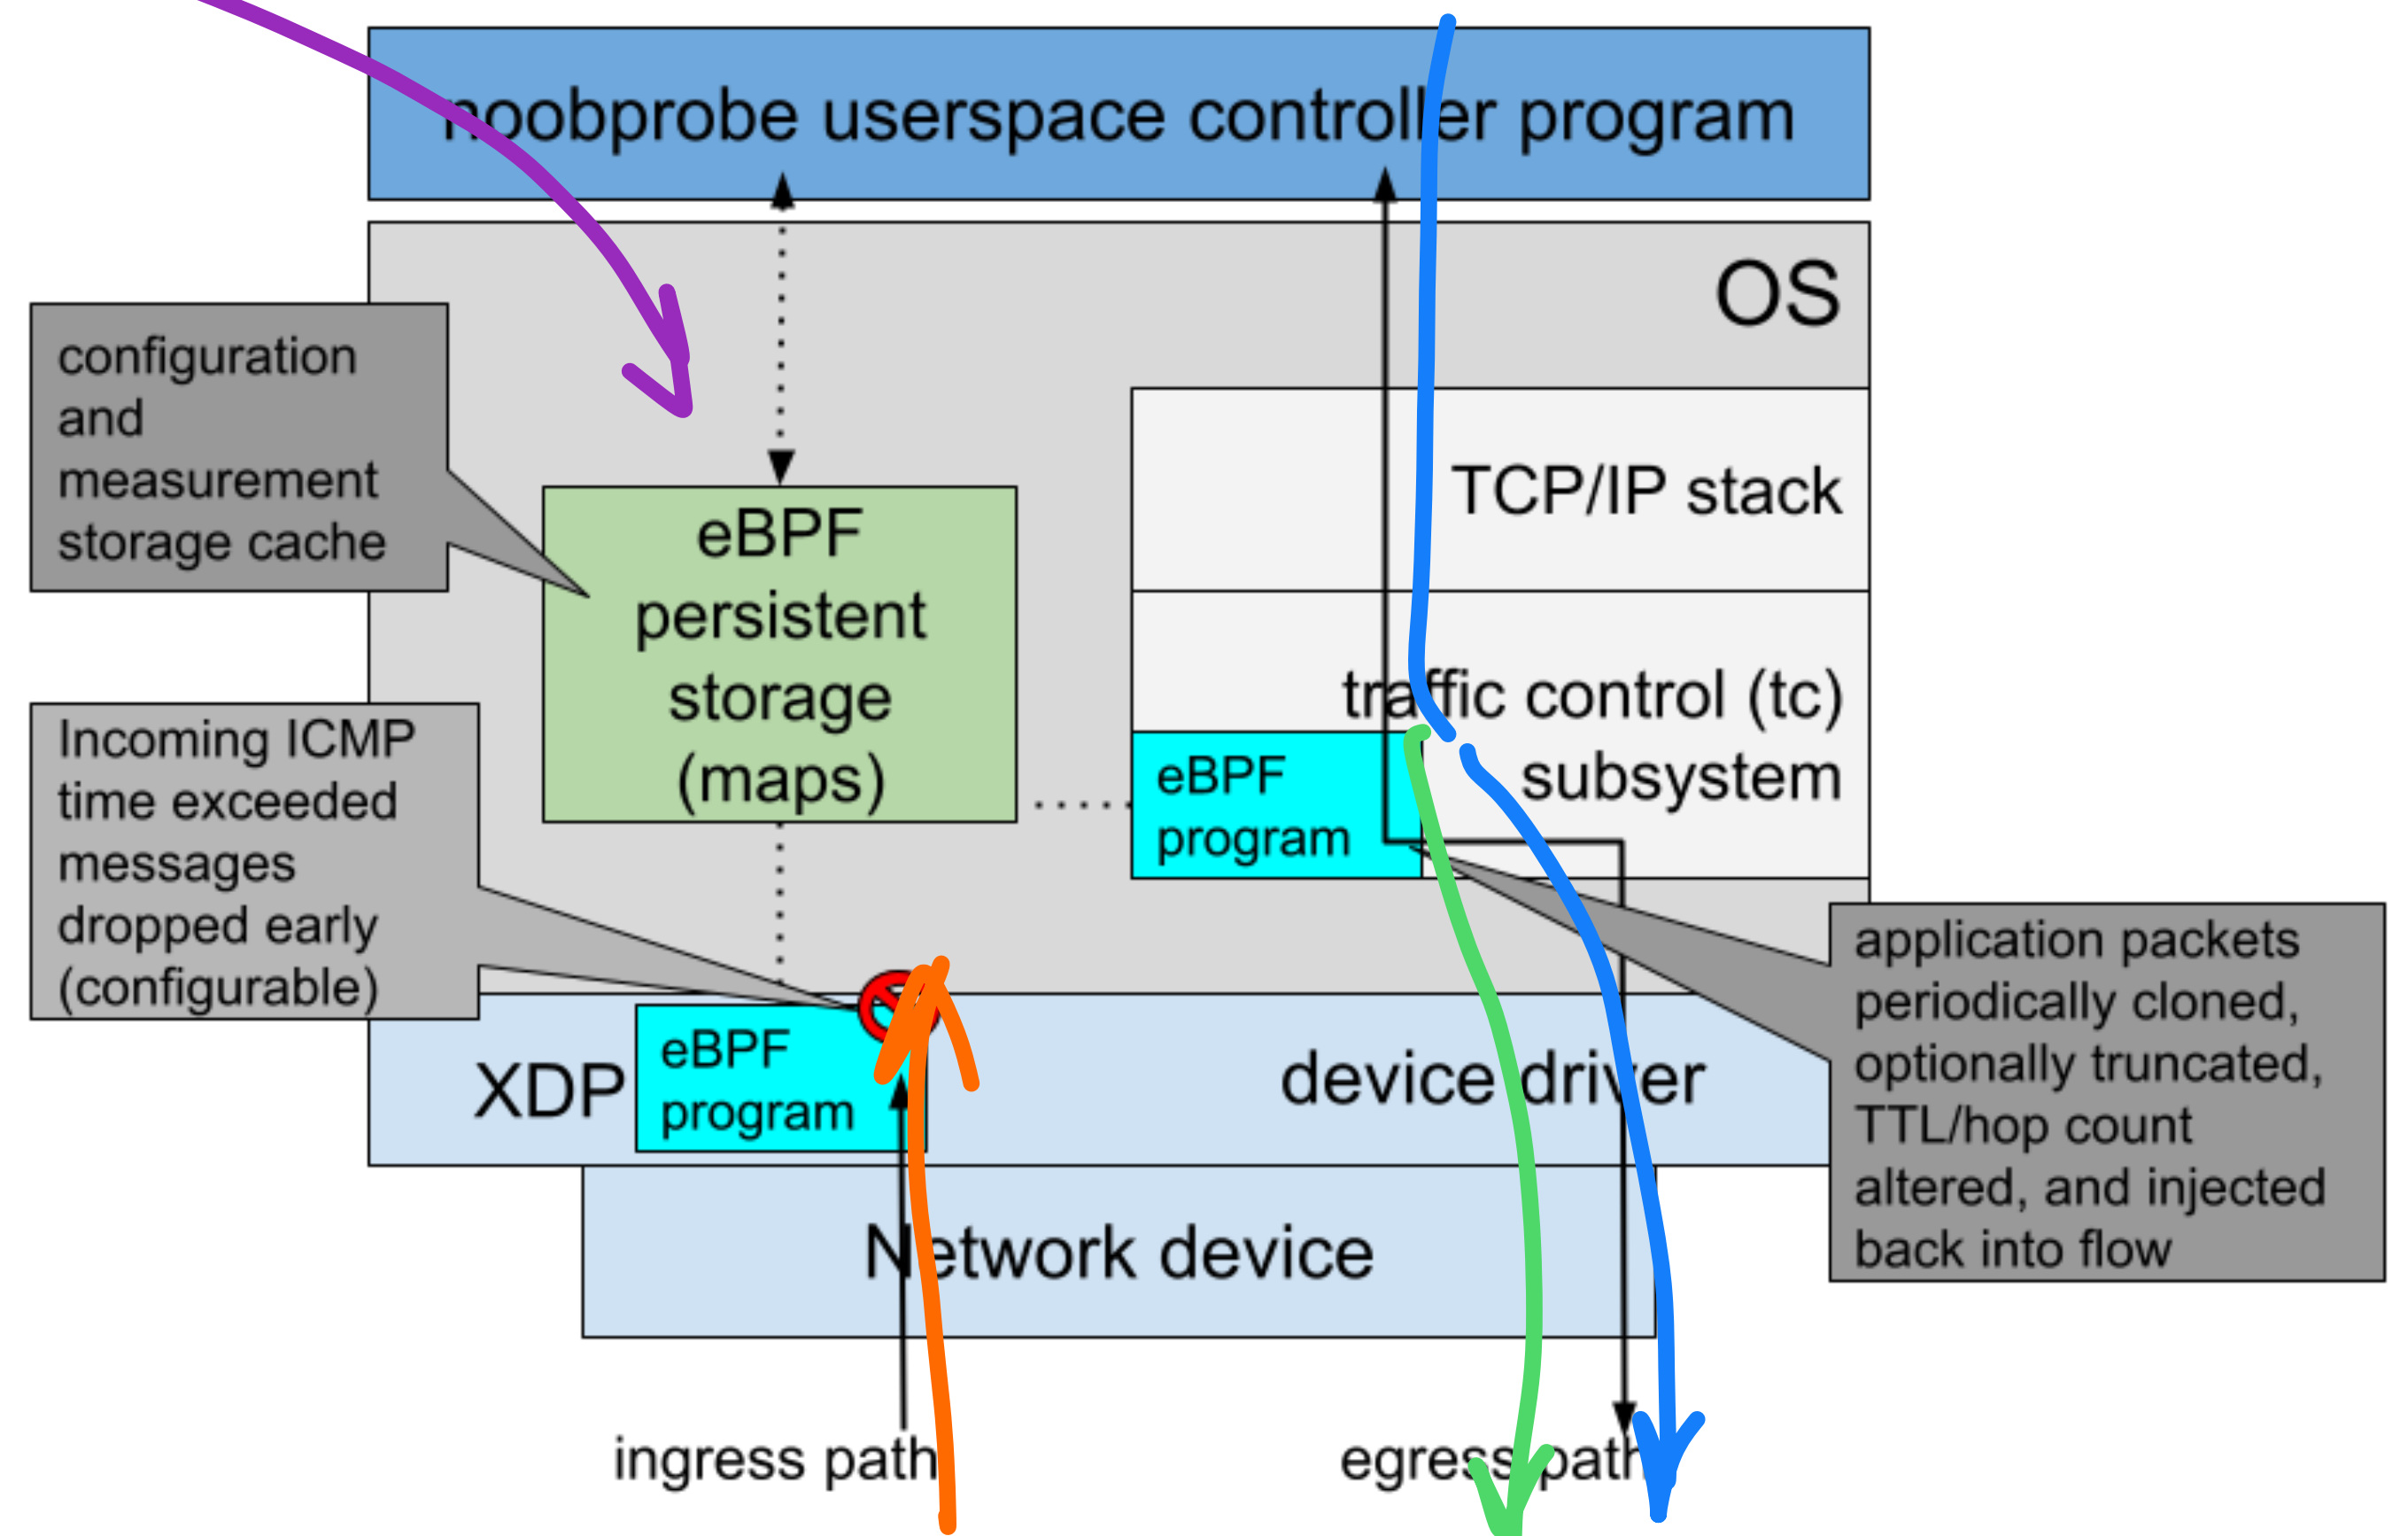 noobprobe userspace controller program
OS
configuration
and
measurement
storage cache
TCP/IP stack
eBPF
persistent
storage
(maps)
traffic control (tc)
subsystem
eBPF
program
Incoming ICMP
time exceeded
messages
dropped early
(configurable)
application packets
periodically cloned,
optionally truncated,
TTL/hop count
altered, and injected
back into flow
XDP
eBPF
program
device driver
Network device
ingress path
egress path